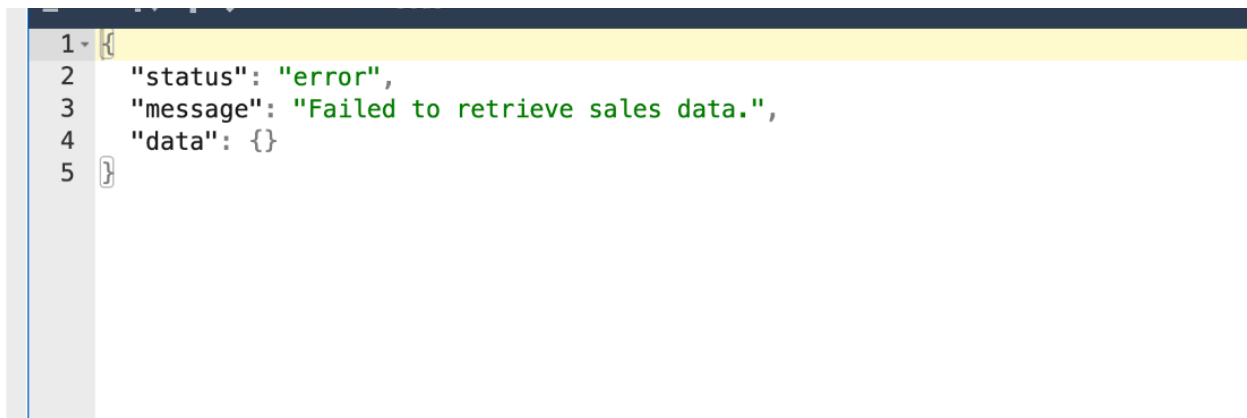 1 {
2 "status": "error",
3 "message": "Failed to retrieve sales data.",
4 "data": {}
5 }